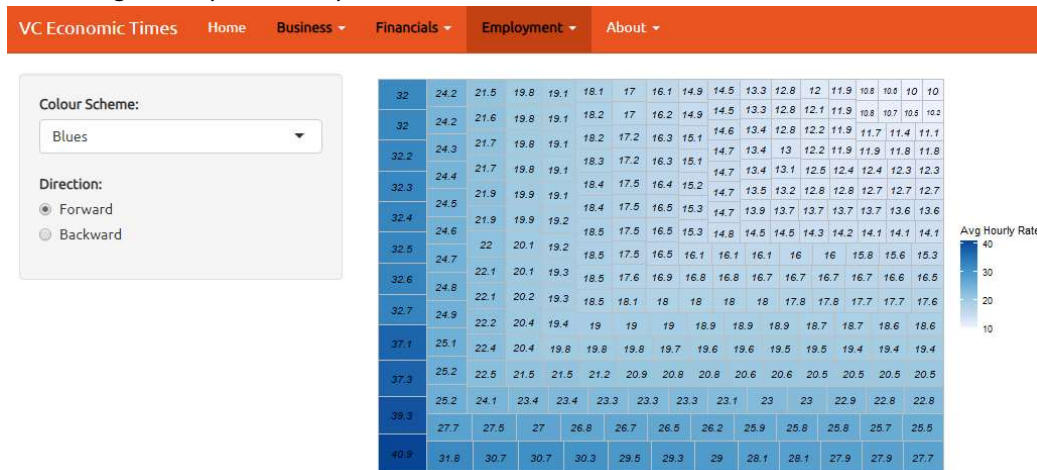 VC Economic Times Home Business Financials Employment About
Colour Scheme:
Blues
Direction:
Forward
Backward
32 24.2 21.5 19.8 19.1 18.1 17 16.1 14.9 14.5 13.3 12.8 12 11.9 10.8 10.6 10 10
32 24.2 21.6 19.8 19.1 18.2 17 16.2 14.9 14.5 13.3 12.8 12.1 11.9 10.8 10.7 10.5 10.2
32.2 24.3 21.7 19.8 19.1 18.2 17.2 16.3 15.1 14.6 13.4 12.8 12.2 11.9 11.7 11.4 11.1
24.4 21.7 19.8 19.1 18.3 17.2 16.3 15.1 14.7 13.4 13 12.2 11.9 11.9 11.8 11.8
14.7 13.4 13.1 12.5 12.4 12.4 12.3 12.3
32.3 24.5 21.9 19.9 19.1 18.4 17.5 16.4 15.2 14.7 13.5 13.2 12.8 12.8 12.7 12.7 12.7
32.4 21.9 19.9 19.2 18.4 17.5 16.5 15.3 14.7 13.9 13.7 13.7 13.7 13.7 13.6 13.6
24.6 18.5 17.5 16.5 15.3 14.8 14.5 14.5 14.3 14.2 14.1 14.1 14.1
32.5 24.7 22 20.1 19.2 18.5 17.5 16.5 16.1 16.1 16.1 16 16 15.8 15.6 15.3
32.6 24.8 22.1 20.1 19.3 18.5 17.6 16.9 16.8 16.8 16.7 16.7 16.7 16.7 16.6 16.5
32.7 24.9 22.1 20.2 19.3 18.5 18.1 18 18 18 18 17.8 17.8 17.7 17.7 17.6
22.2 20.4 19.4 19 19 19 18.9 18.9 18.9 18.7 18.7 18.6 18.6
37.1 25.1 22.4 20.4 19.8 19.8 19.8 19.7 19.6 19.6 19.5 19.5 19.4 19.4 19.4
37.3 25.2 22.5 21.5 21.5 21.2 20.9 20.8 20.8 20.6 20.6 20.5 20.5 20.5 20.5
39.3 25.2 24.1 23.4 23.4 23.3 23.3 23.3 23.1 23 23 22.9 22.8 22.8
27.7 27.5 27 26.8 26.7 26.5 26.2 25.9 25.8 25.8 25.7 25.5
40.9 31.8 30.7 30.7 30.3 29.5 29.3 29 28.1 28.1 27.9 27.9 27.7
Avg Hourly Rate
40
30
20
10